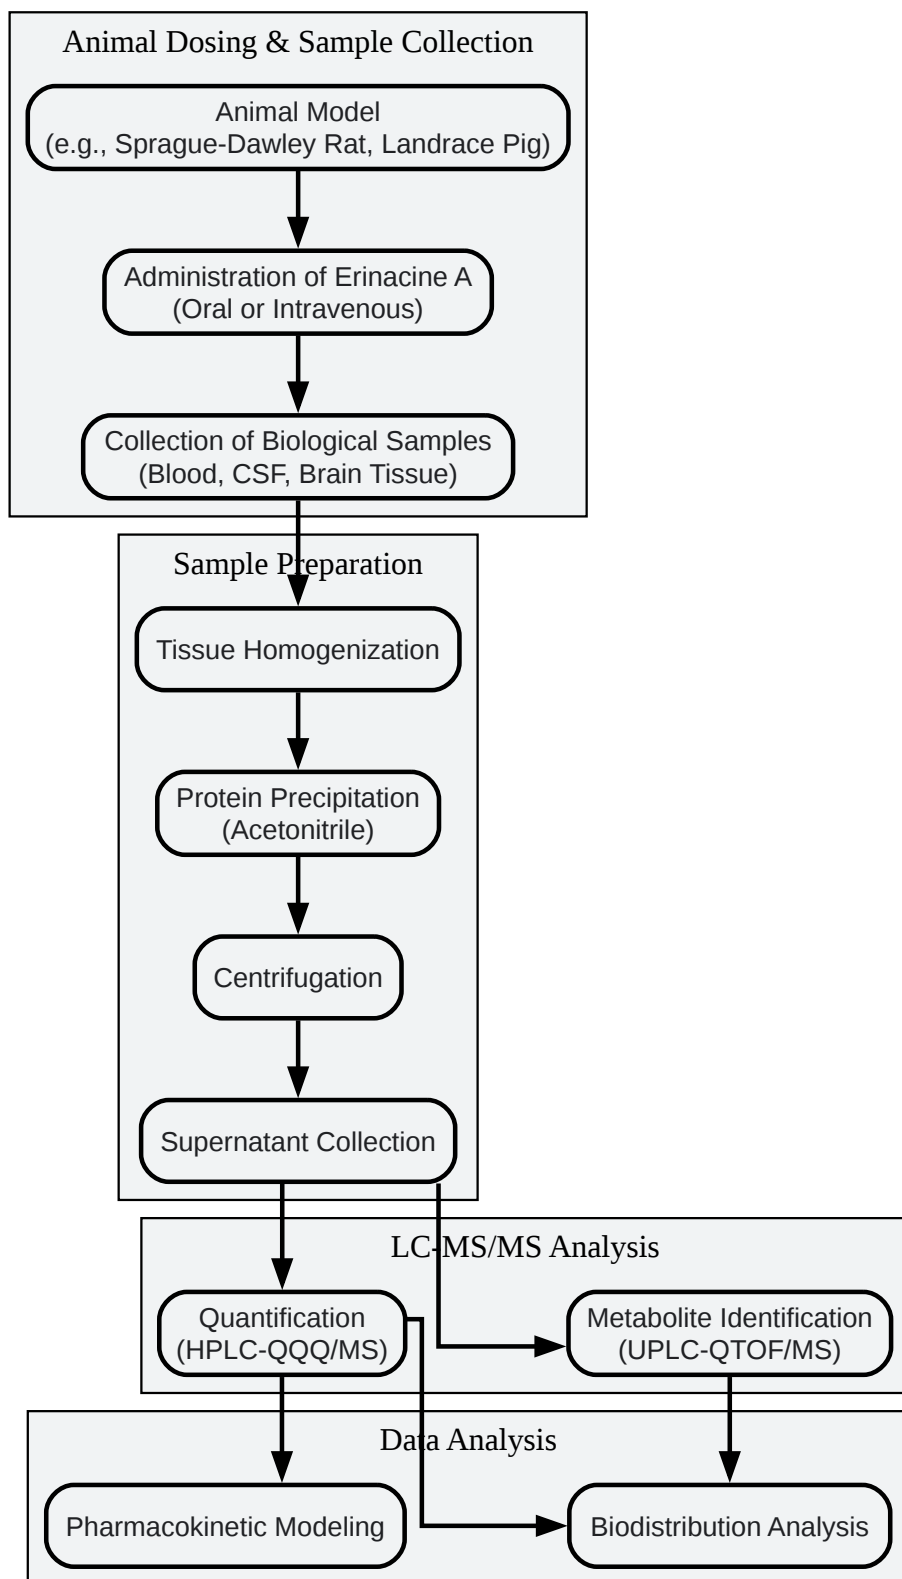 Animal Dosing & Sample Collection
Animal Model
(e.g., Sprague-Dawley Rat, Landrace Pig)
Administration of Erinacine A
(Oral or Intravenous)
Collection of Biological Samples
(Blood, CSF, Brain Tissue)
Sample Preparation
Tissue Homogenization
Protein Precipitation
(Acetonitrile)
Centrifugation
Supernatant Collection
LC-MS/MS Analysis
Quantification
(HPLC-QQQ/MS)
Metabolite Identification
(UPLC-QTOF/MS)
Data Analysis
Pharmacokinetic Modeling
Biodistribution Analysis